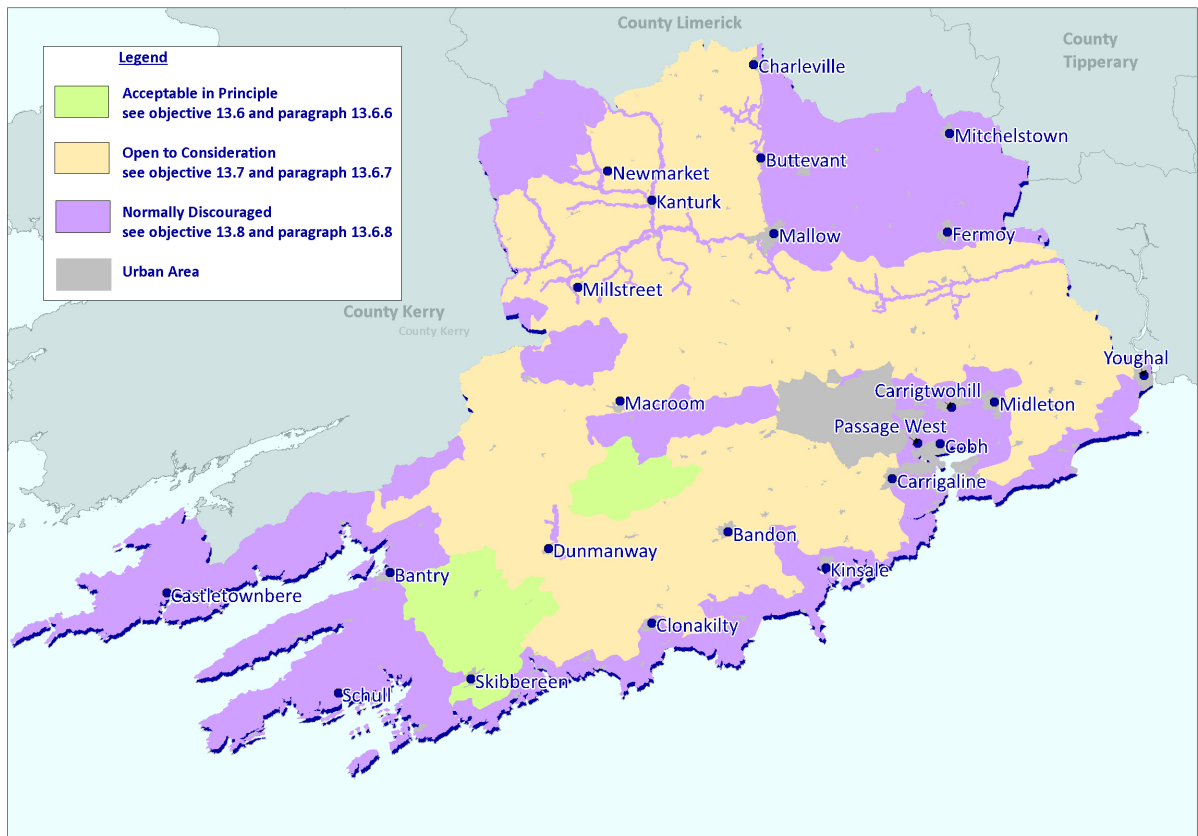 County Limerick
County
Tipperary
Legend
Acceptable in Principle
see objective 13.6 and paragraph 13.6.6
Open to Consideration
see objective 13.7 and paragraph 13.6.7
Normally Discouraged
see objective 13.8 and paragraph 13.6.8
Urban Area
Charleville
Mitchelstown
Buttevant
Newmarket
Kanturk
Mallow
Fermoy
Millstreet
County Kerry
County Kerry
Youghal
Carrigtwohill
Macroom
Midleton
Passage West
Cobh
Carrigaline
Bandon
Dunmanway
Kinsale
Bantry
Castletownbere
Clonakilty
Skibbereen
Schull